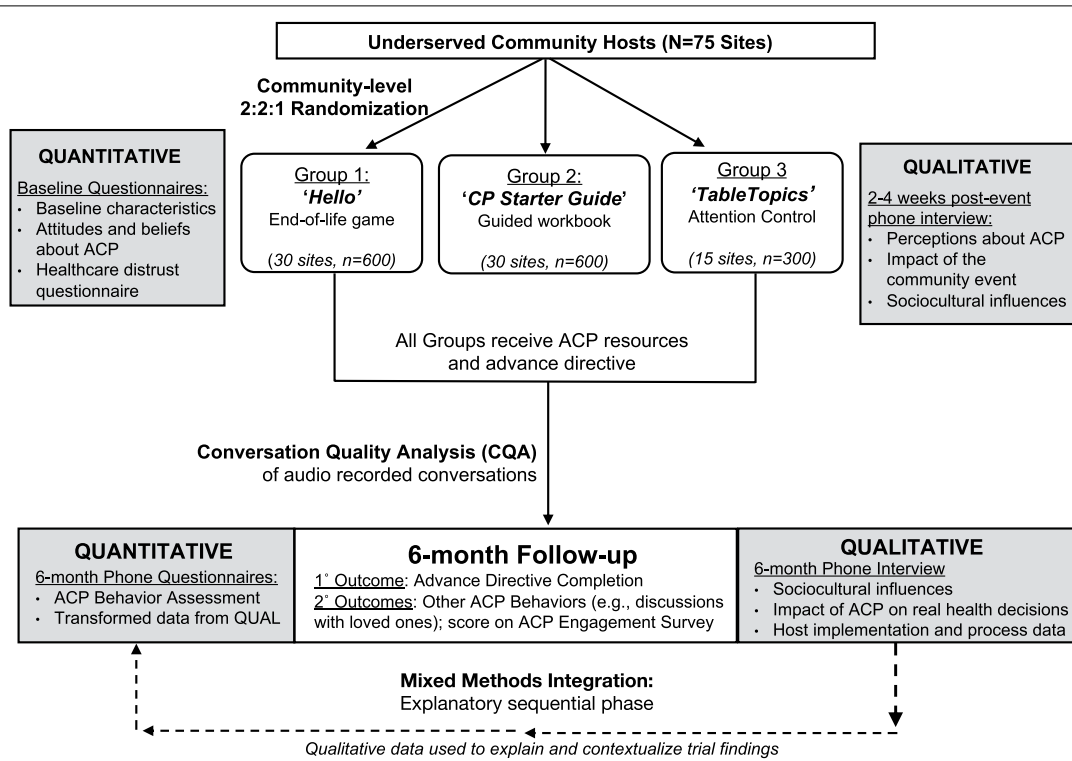 Underserved Community Hosts (N=75 Sites)
Community-level
2:2:1 Randomization
QUANTITATIVE
Baseline Questionnaires:
• Baseline characteristics
• Attitudes and beliefs
about ACP
• Healthcare distrust
questionnaire
Group 1:
‘Hello’
End-of-life game
(30 sites, n=600)
Group 2:
‘CP Starter Guide’
Guided workbook
(30 sites, n=600)
Group 3
‘TableTopics’
Attention Control
(15 sites, n=300)
QUALITATIVE
2-4 weeks post-event
phone interview:
• Perceptions about ACP
• Impact of the
community event
• Sociocultural influences
All Groups receive ACP resources
and advance directive
Conversation Quality Analysis (CQA)
of audio recorded conversations
QUANTITATIVE
6-month Phone Questionnaires:
• ACP Behavior Assessment
• Transformed data from QUAL
6-month Follow-up
1° Outcome: Advance Directive Completion
2° Outcomes: Other ACP Behaviors (e.g., discussions
with loved ones); score on ACP Engagement Survey
QUALITATIVE
6-month Phone Interview
• Sociocultural influences
• Impact of ACP on real health decisions
• Host implementation and process data
Mixed Methods Integration:
Explanatory sequential phase
Qualitative data used to explain and contextualize trial findings